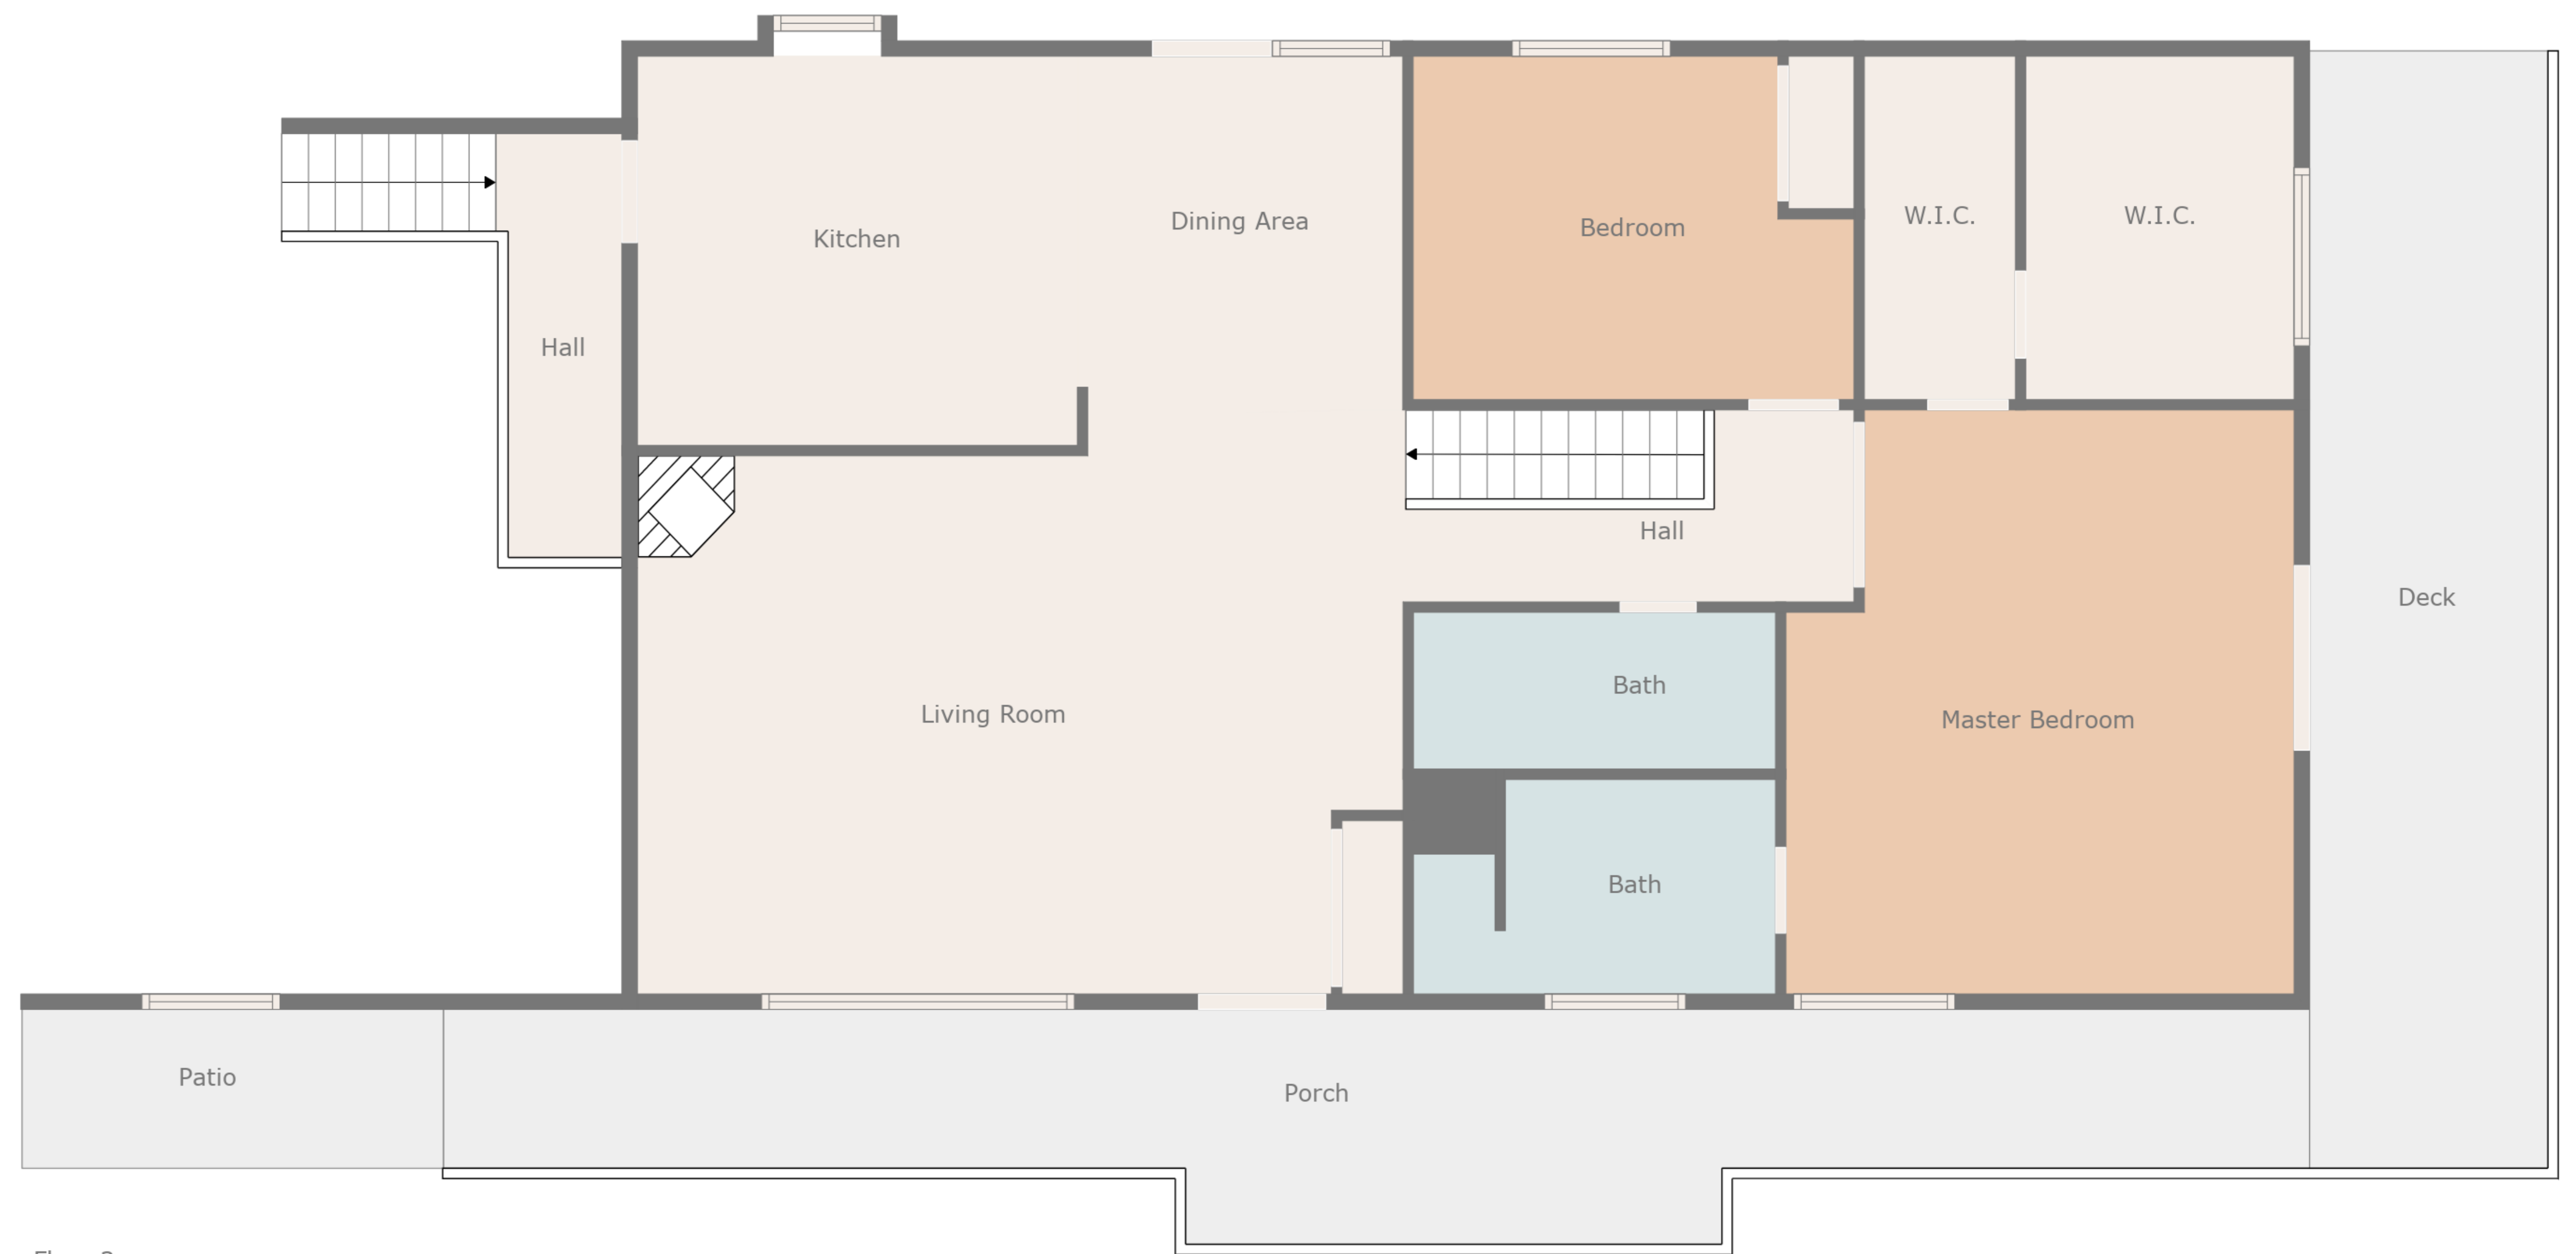 Kitchen
Dining Area
Bedroom
W.I.C.
W.I.C.
Hall
Hall
Deck
Living Room
Bath
Master Bedroom
Bath
Patio
Porch